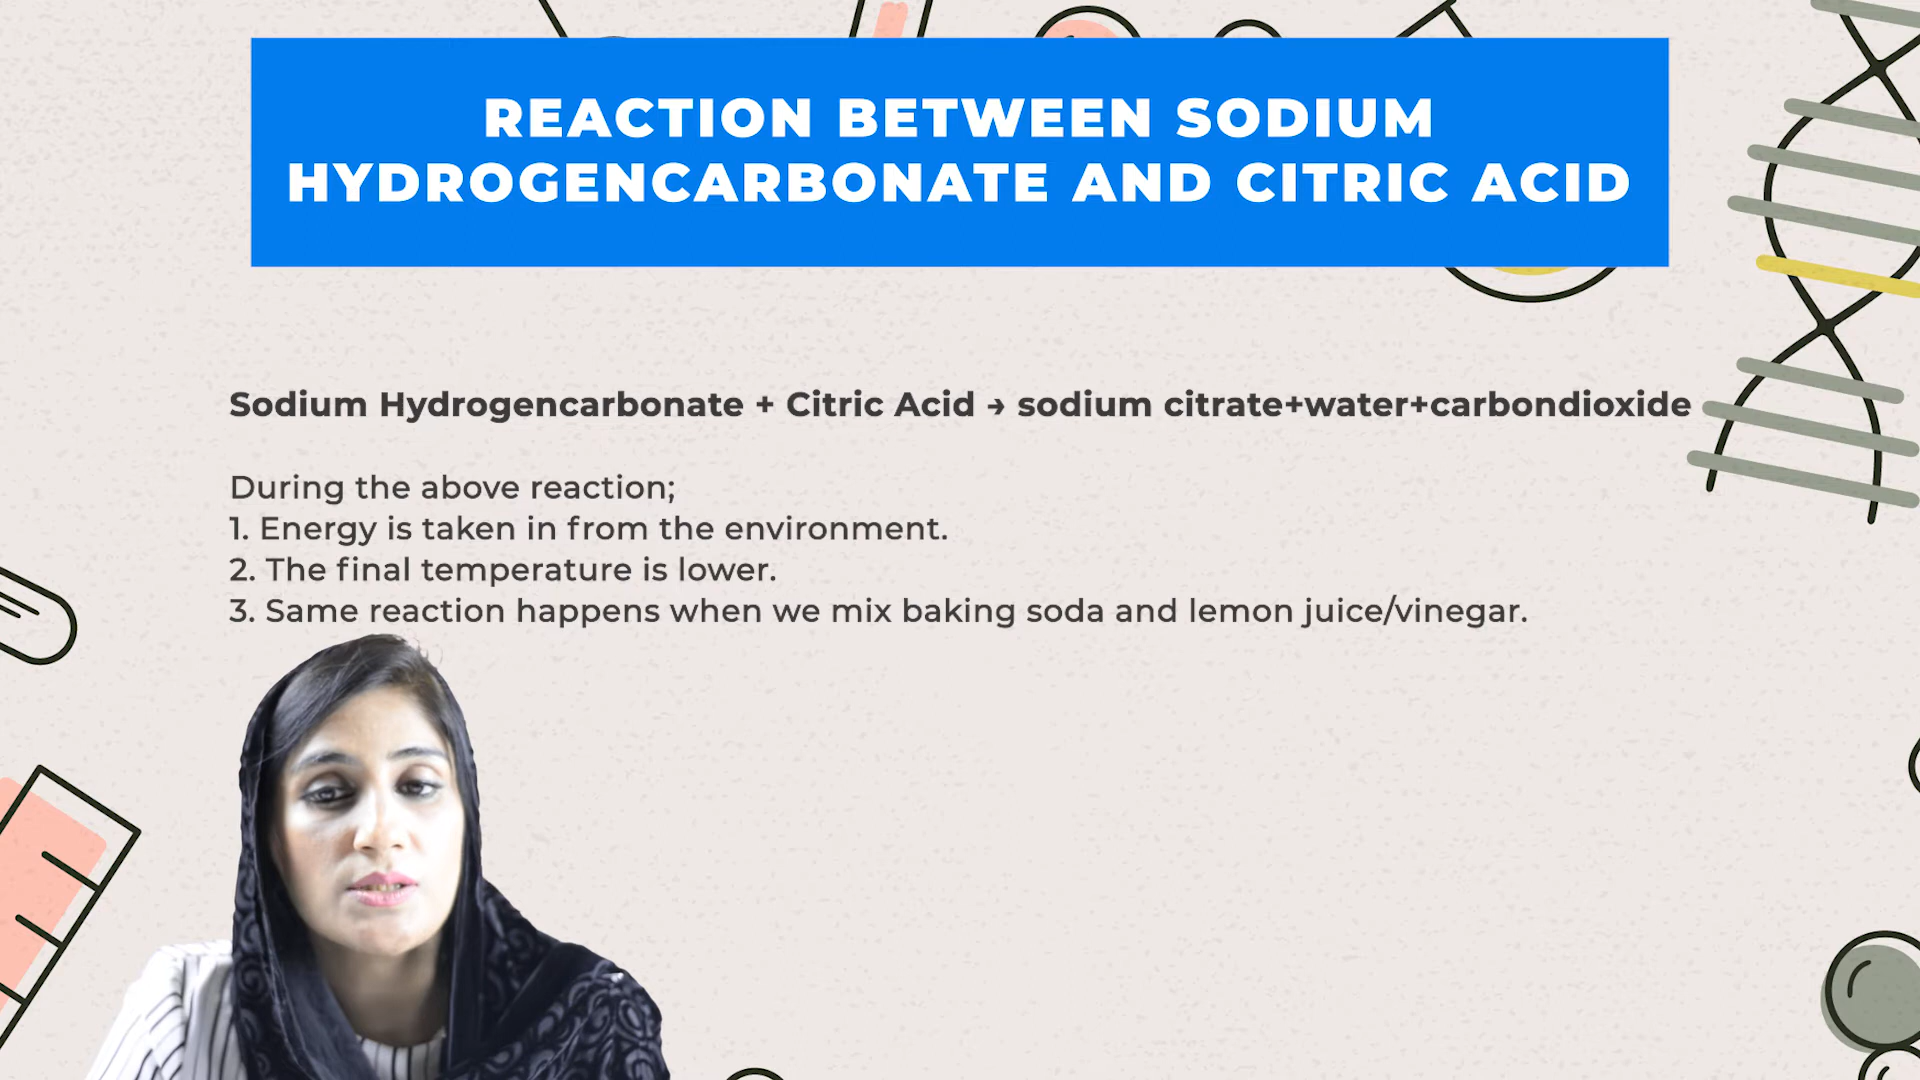 REACTION BETWEEN SODIUM
HYDROGENCARBONATE AND CITRIC ACID
Sodium Hydrogencarbonate + Citric Acid → sodium citrate+water+carbondioxide
During the above reaction;
1. Energy is taken in from the environment.
2. The final temperature is lower.
3. Same reaction happens when we mix baking soda and lemon juice/vinegar.